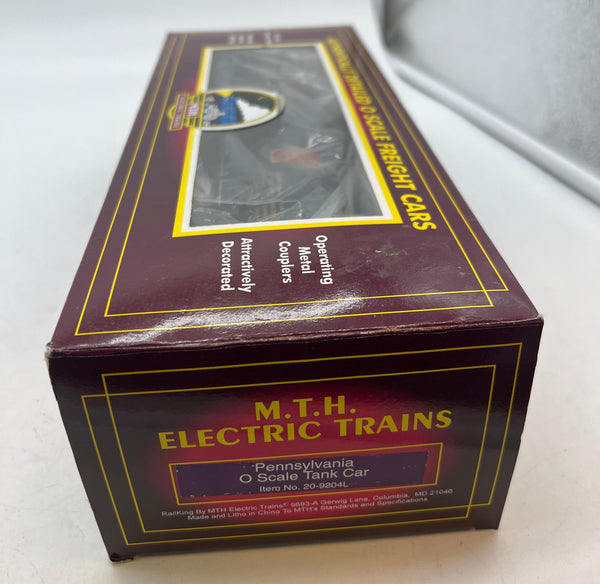 AUTHENTICALLY DETAILED O-SCALE FREIGHT CARS
Operating
Metal
Couplers
Attractively
Decorated
M.T.H.
ELECTRIC TRAINS
Pennsylvania
O Scale Tank Car
Item No. 20-9204L
RailKing By MTH Electric Trains® 9693-A Gerwig Lane, Columbia, MD 21046
Made and Litho in China To MTH's Standards and Specifications